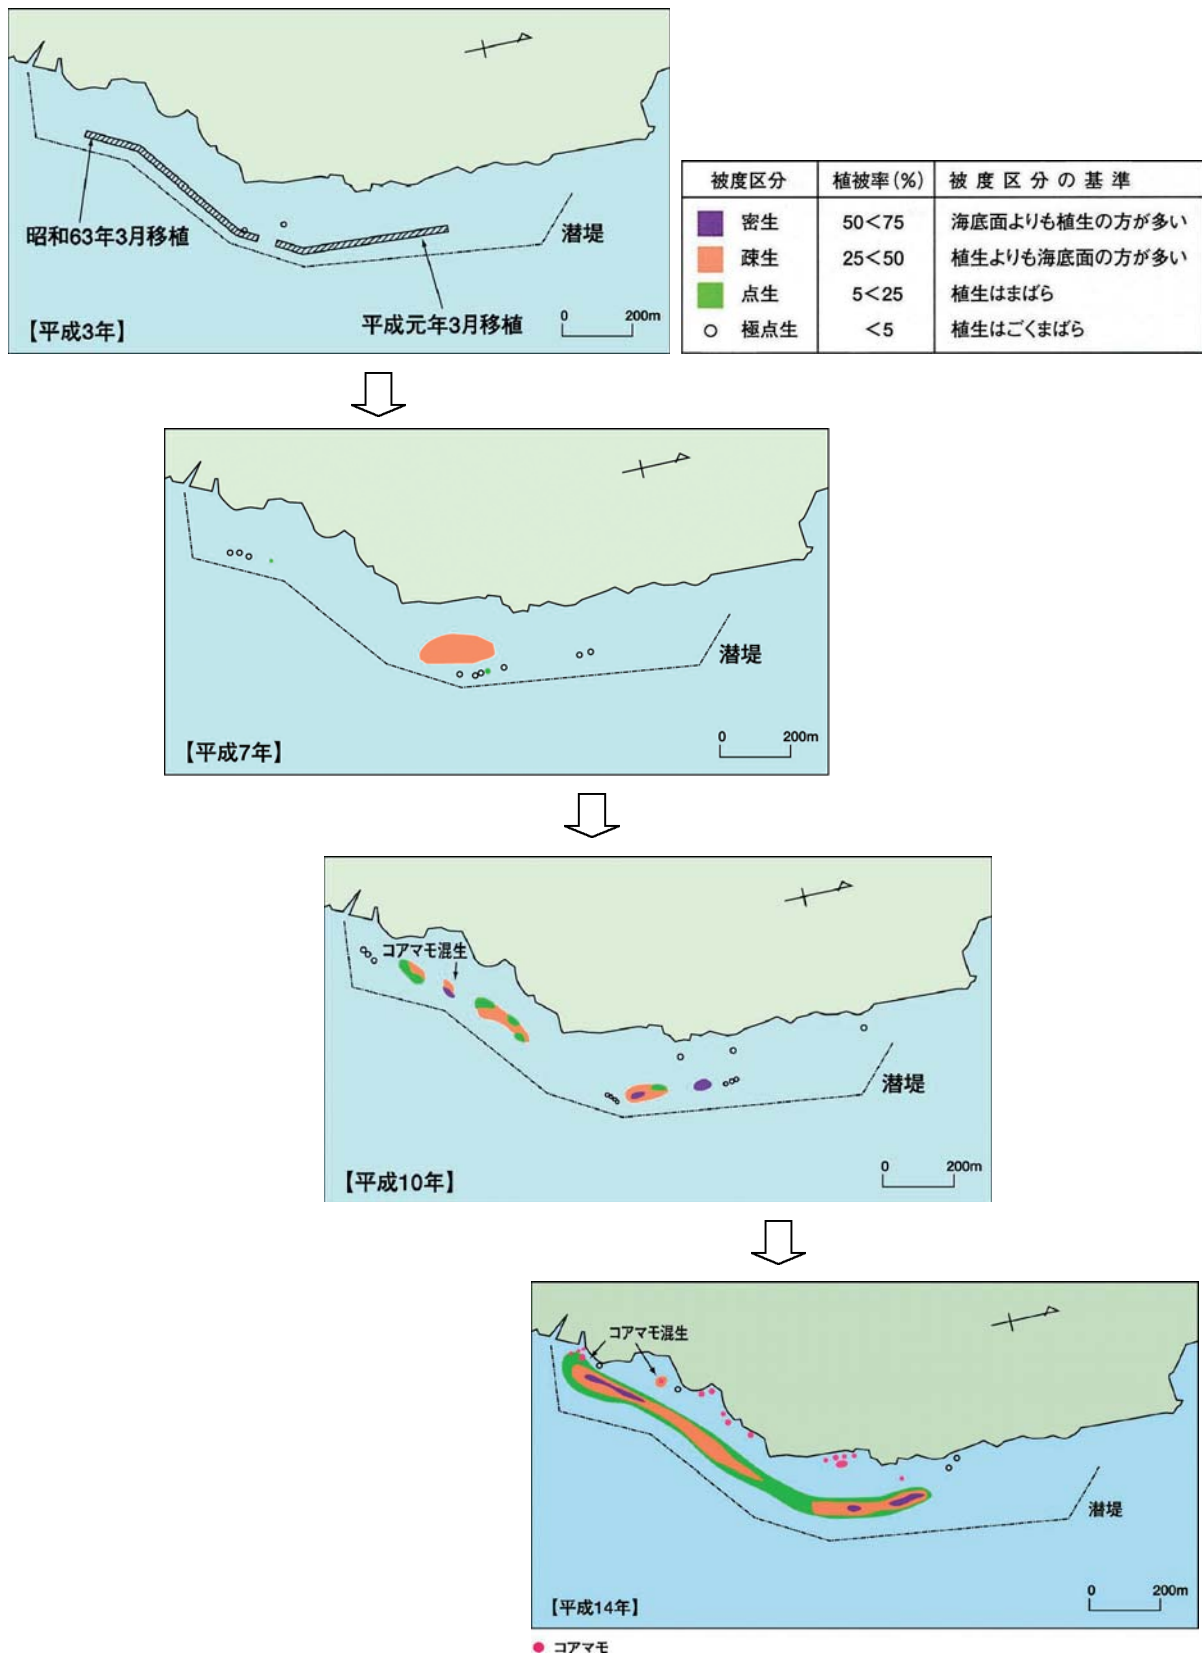 昭和63年3月移植
潜堤
平成元年3月移植
0 200m
【平成3年】
被度区分 植被率(%) 被度区分の基準
密生 50<75 海底面よりも植生の方が多い
疎生 25<50 植生よりも海底面の方が多い
点生 5<25 植生はまばら
極点生 <5 植生はごくまばら
潜堤
0 200m
【平成7年】
コアマモ混生
潜堤
0 200m
【平成10年】
コアマモ混生
潜堤
0 200m
【平成14年】
コアマモ